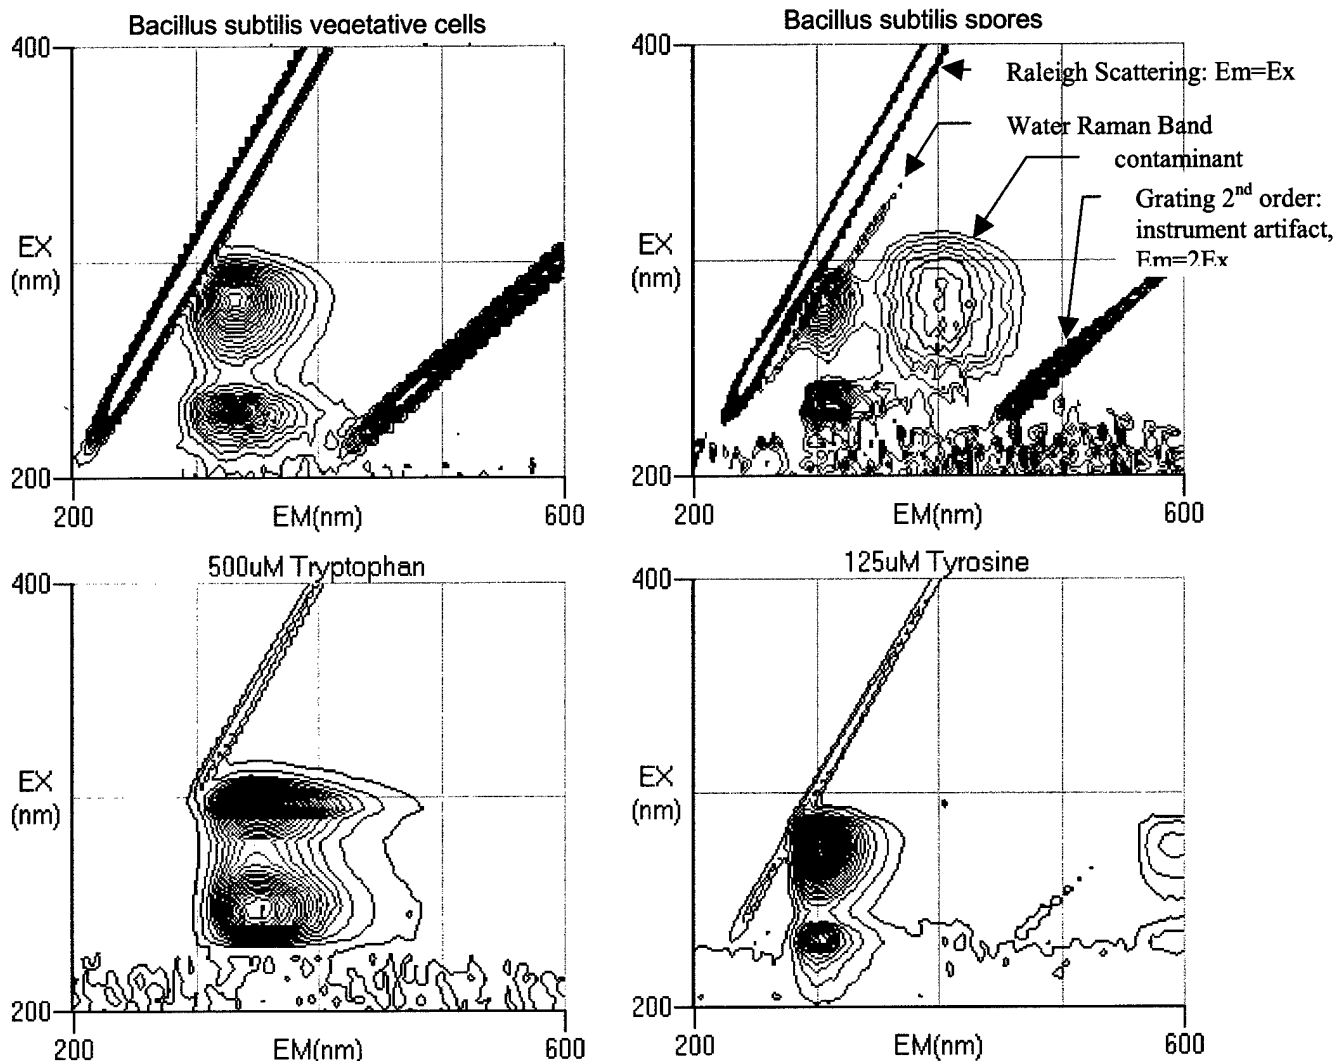 Bacillus subtilis vegetative cells
400
EX
(nm)
200
200
EM(nm)
600
Bacillus subtilis spores
400
Raleigh Scattering: Em=Ex
Water Raman Band
contaminant
Grating 2nd order:
instrument artifact,
Em=2Ex
EX
(nm)
200
200
EM(nm)
600
500uM Tryptophan
400
EX
(nm)
200
200
EM(nm)
600
125uM Tyrosine
400
EX
(nm)
200
200
EM(nm)
600